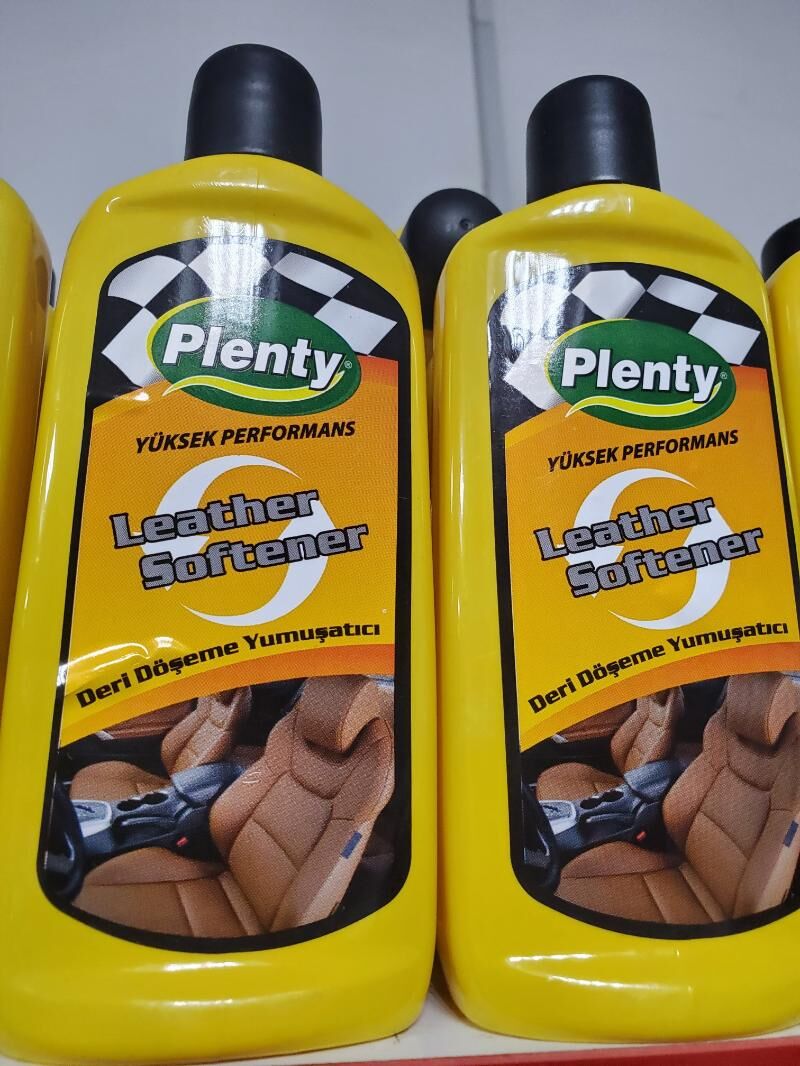 Plenty
YÜKSEK PERFORMANS
Leather
Softener
Deri Döşeme Yumuşatıcı
Plenty
YÜKSEK PERFORMANS
Leather
Softener
Deri Döşeme Yumuşatıcı